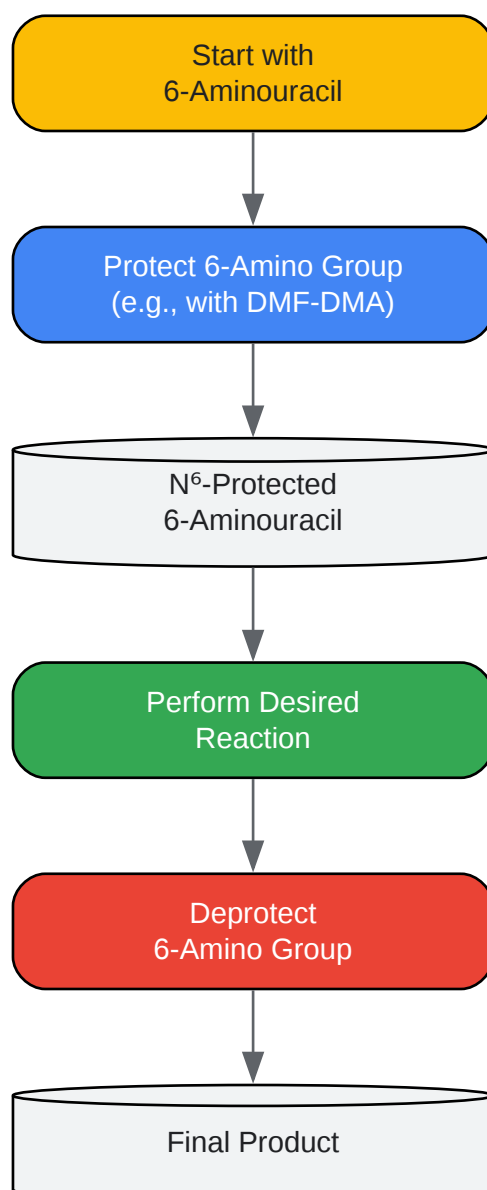 Start with
6-Aminouracil
Protect 6-Amino Group
(e.g., with DMF-DMA)
N⁶-Protected
6-Aminouracil
Perform Desired
Reaction
Deprotect
6-Amino Group
Final Product